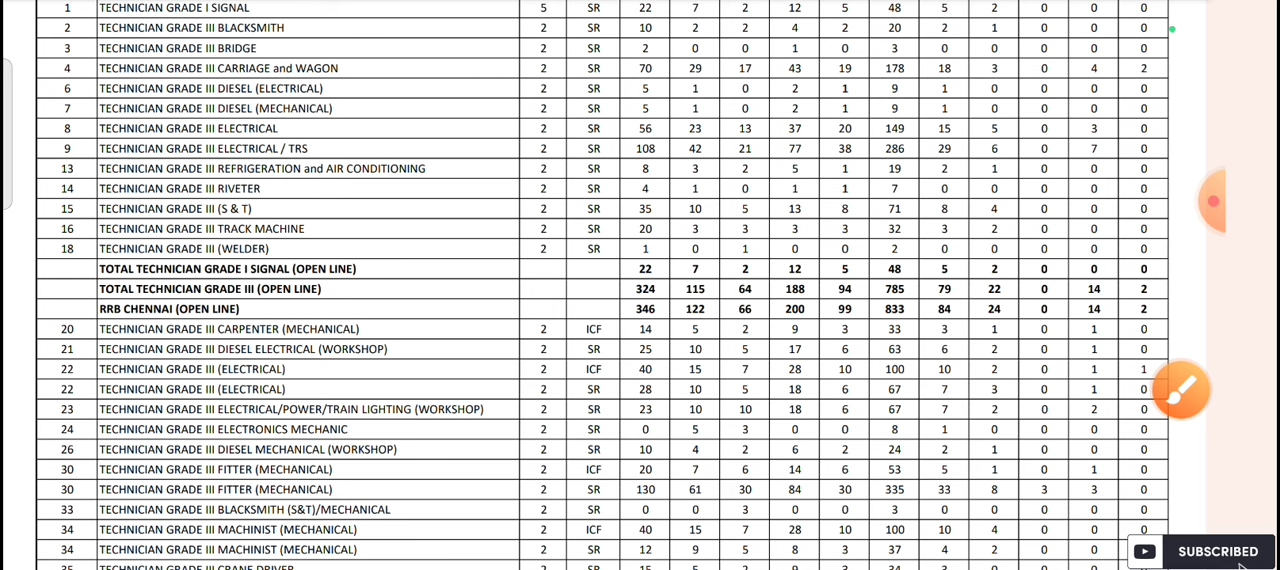 1 TECHNICIAN GRADE I SIGNAL 5 SR 22 7 2 12 5 48 5 2 0 0 0
2 TECHNICIAN GRADE III BLACKSMITH 2 SR 10 2 2 4 2 20 2 1 0 0 0
3 TECHNICIAN GRADE III BRIDGE 2 SR 2 0 0 1 0 3 0 0 0 0 0
4 TECHNICIAN GRADE III CARRIAGE and WAGON 2 SR 70 29 17 43 19 178 18 3 0 4 2
6 TECHNICIAN GRADE III DIESEL (ELECTRICAL) 2 SR 5 1 0 2 1 9 1 0 0 0 0
7 TECHNICIAN GRADE III DIESEL (MECHANICAL) 2 SR 5 1 0 2 1 9 1 0 0 0 0
8 TECHNICIAN GRADE III ELECTRICAL 2 SR 56 23 13 37 20 149 15 5 0 3 0
9 TECHNICIAN GRADE III ELECTRICAL / TRS 2 SR 108 42 21 77 38 286 29 6 0 7 0
13 TECHNICIAN GRADE III REFRIGERATION and AIR CONDITIONING 2 SR 8 3 2 5 1 19 2 1 0 0 0
14 TECHNICIAN GRADE III RIVETER 2 SR 4 1 0 1 1 7 0 0 0 0 0
15 TECHNICIAN GRADE III (S & T) 2 SR 35 10 5 13 8 71 8 4 0 0 0
16 TECHNICIAN GRADE III TRACK MACHINE 2 SR 20 3 3 3 3 32 3 2 0 0 0
18 TECHNICIAN GRADE III (WELDER) 2 SR 1 0 1 0 0 2 0 0 0 0 0
TOTAL TECHNICIAN GRADE I SIGNAL (OPEN LINE) 22 7 2 12 5 48 5 2 0 0 0
TOTAL TECHNICIAN GRADE III (OPEN LINE) 324 115 64 188 94 785 79 22 0 14 2
RRB CHENNAI (OPEN LINE) 346 122 66 200 99 833 84 24 0 14 2
20 TECHNICIAN GRADE III CARPENTER (MECHANICAL) 2 ICF 14 5 2 9 3 33 3 1 0 1 0
21 TECHNICIAN GRADE III DIESEL ELECTRICAL (WORKSHOP) 2 SR 25 10 5 17 6 63 6 2 0 1 0
22 TECHNICIAN GRADE III (ELECTRICAL) 2 ICF 40 15 7 28 10 100 10 2 0 1 1
22 TECHNICIAN GRADE III (ELECTRICAL) 2 SR 28 10 5 18 6 67 7 3 0 1 0
23 TECHNICIAN GRADE III ELECTRICAL/POWER/TRAIN LIGHTING (WORKSHOP) 2 SR 23 10 10 18 6 67 7 2 0 2 0
24 TECHNICIAN GRADE III ELECTRONICS MECHANIC 2 SR 0 5 3 0 0 8 1 0 0 0 0
26 TECHNICIAN GRADE III DIESEL MECHANICAL (WORKSHOP) 2 SR 10 4 2 6 2 24 2 1 0 0 0
30 TECHNICIAN GRADE III FITTER (MECHANICAL) 2 ICF 20 7 6 14 6 53 5 1 0 1 0
30 TECHNICIAN GRADE III FITTER (MECHANICAL) 2 SR 130 61 30 84 30 335 33 8 3 3 0
33 TECHNICIAN GRADE III BLACKSMITH (S&T)/MECHANICAL 2 SR 0 0 3 0 0 3 0 0 0 0 0
34 TECHNICIAN GRADE III MACHINIST (MECHANICAL) 2 ICF 40 15 7 28 10 100 10 4 0 0 0
34 TECHNICIAN GRADE III MACHINIST (MECHANICAL) 2 SR 12 9 5 8 3 37 4 2 0 0
35 TECHNICIAN GRADE III CRANE DRIVER 2 SR 15 5 2 9 3 34 3 0 0 0
SUBSCRIBED